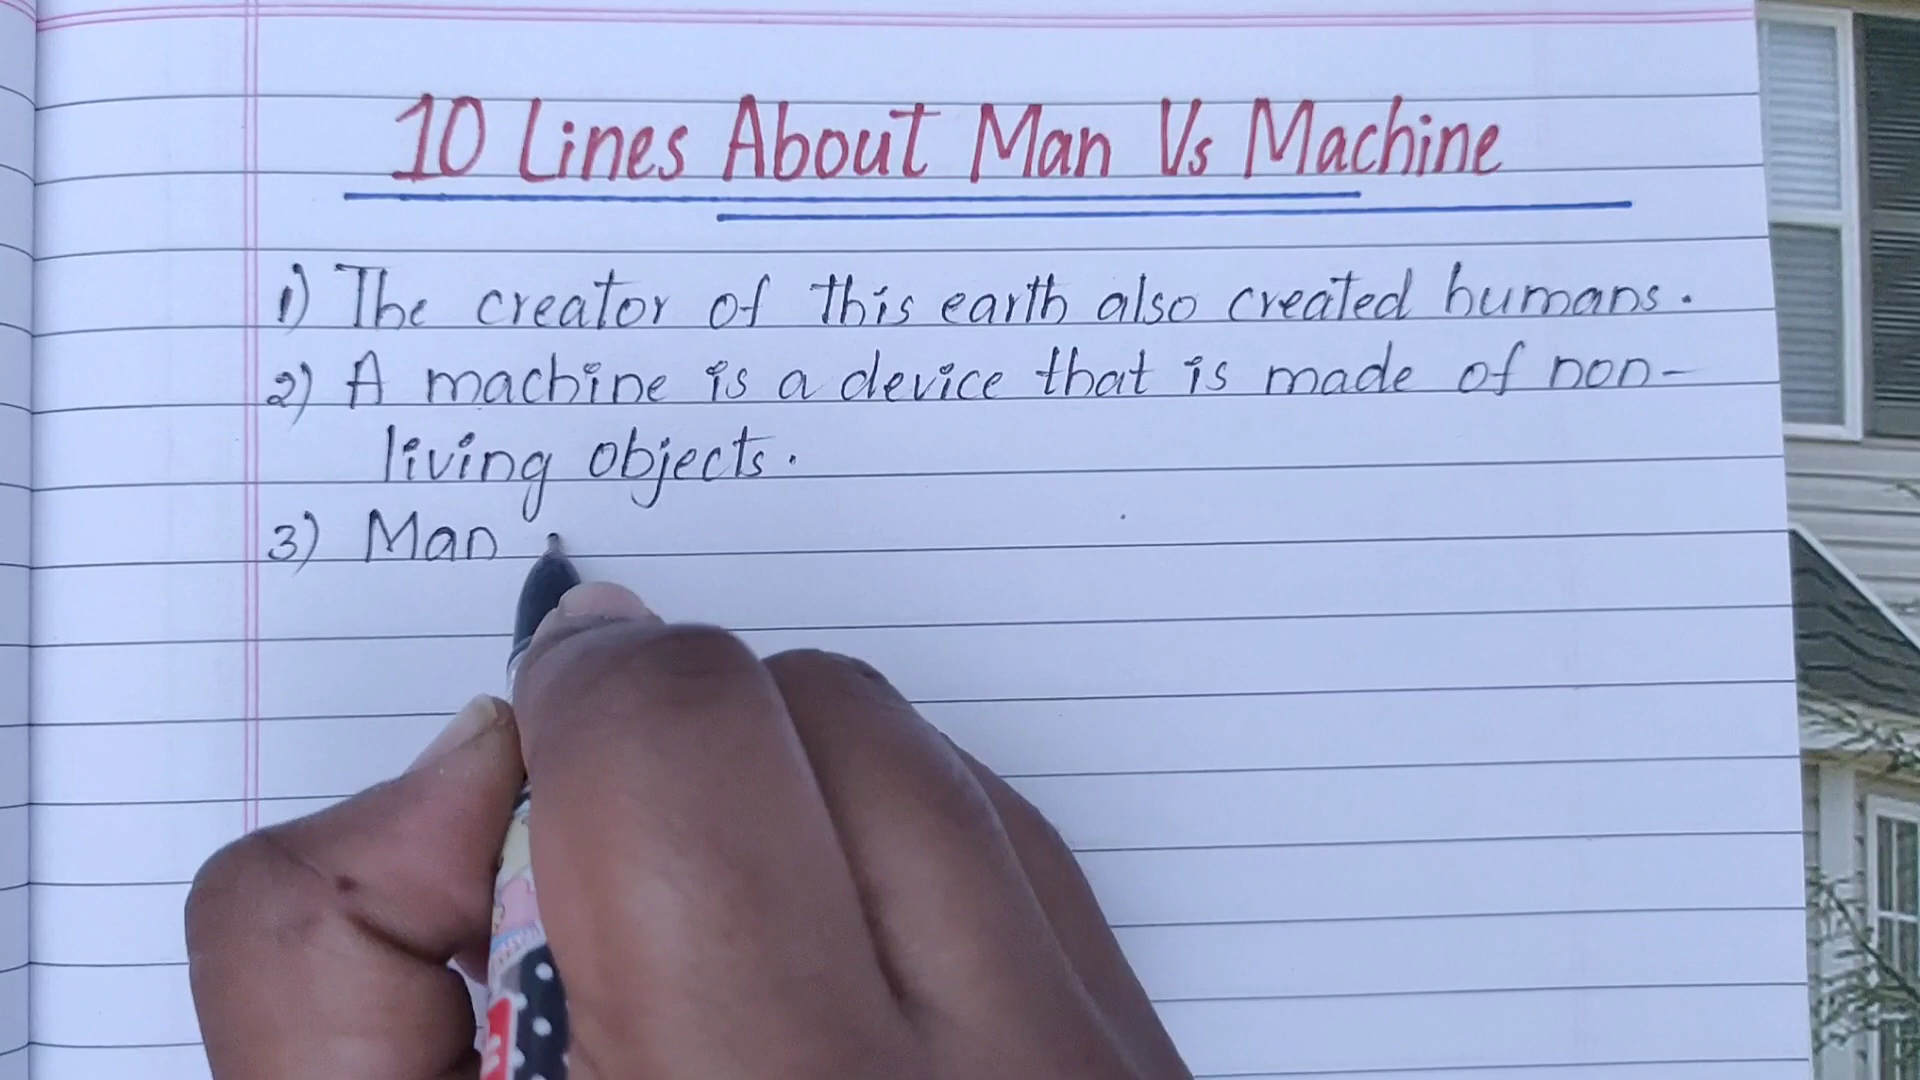 10 Lines About Man Vs Machine
1) The creator of this earth also created humans.
2) A machine is a device that is made of non-
living objects.
3) Man